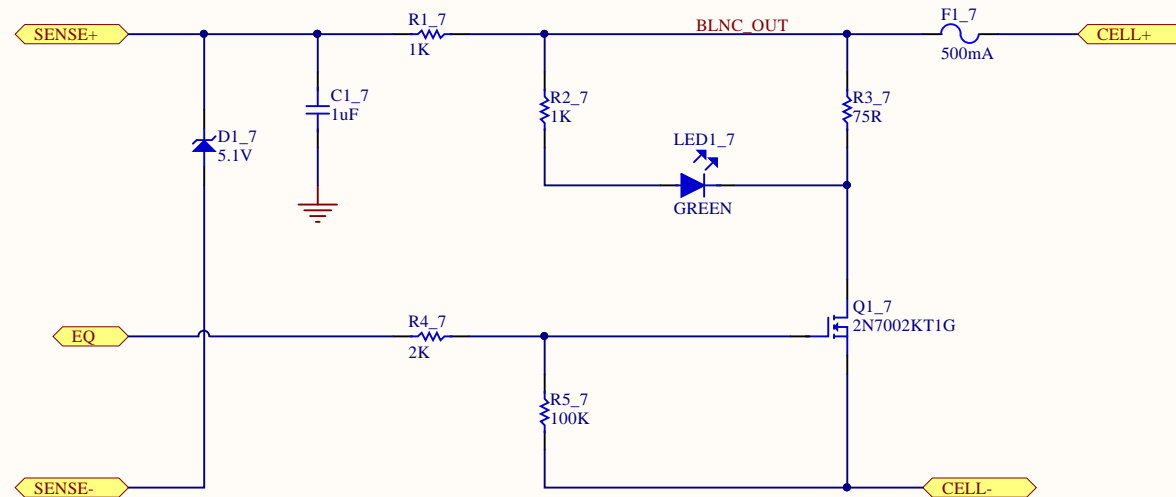 SENSE+
R1_7
1K
BLNC_OUT
F1_7
500mA
CELL+
C1_7
1uF
R2_7
1K
R3_7
75R
D1_7
5.1V
LED1_7
GREEN
EQ
R4_7
2K
Q1_7
2N7002KT1G
R5_7
100K
SENSE-
CELL-